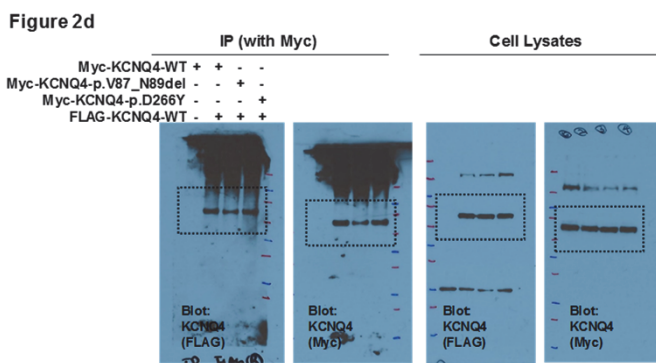 Figure 2d
IP (with Myc)
Cell Lysates
Myc-KCNQ4-WT + + - -
Myc-KCNQ4-p.V87_N89del - - + -
Myc-KCNQ4-p.D266Y - - - +
FLAG-KCNQ4-WT - + + +
Blot:
KCNQ4
(FLAG)
Blot:
KCNQ4
(Myc)
Blot:
KCNQ4
(FLAG)
Blot:
KCNQ4
(Myc)